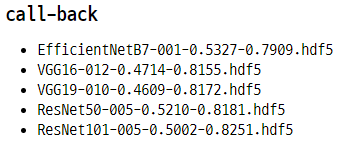 call-back
EfficientNetB7-001-0.5327-0.7909.hdf5
VGG16-012-0.4714-0.8155.hdf5
VGG19-010-0.4609-0.8172.hdf5
ResNet50-005-0.5210-0.8181.hdf5
ResNet101-005-0.5002-0.8251.hdf5